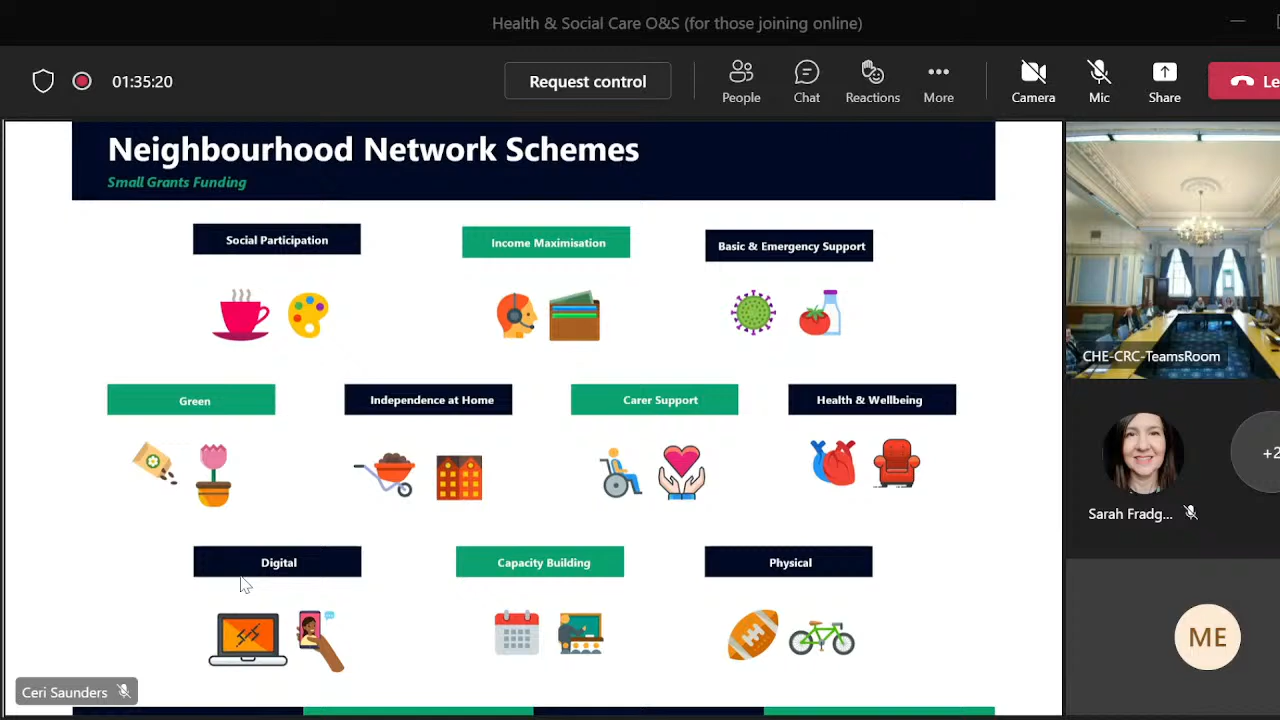 Health & Social Care O&S (for those joining online)
01:35:20
Request control
People
Chat
Reactions
More
Camera
Mic
Share
Le
Neighbourhood Network Schemes
Small Grants Funding
Social Participation
Income Maximisation
Basic & Emergency Support
CHE-CRC-TeamsRoom
Green
Independence at Home
Carer Support
Health & Wellbeing
+2
Sarah Fradg...
Digital
Capacity Building
Physical
ME
Ceri Saunders